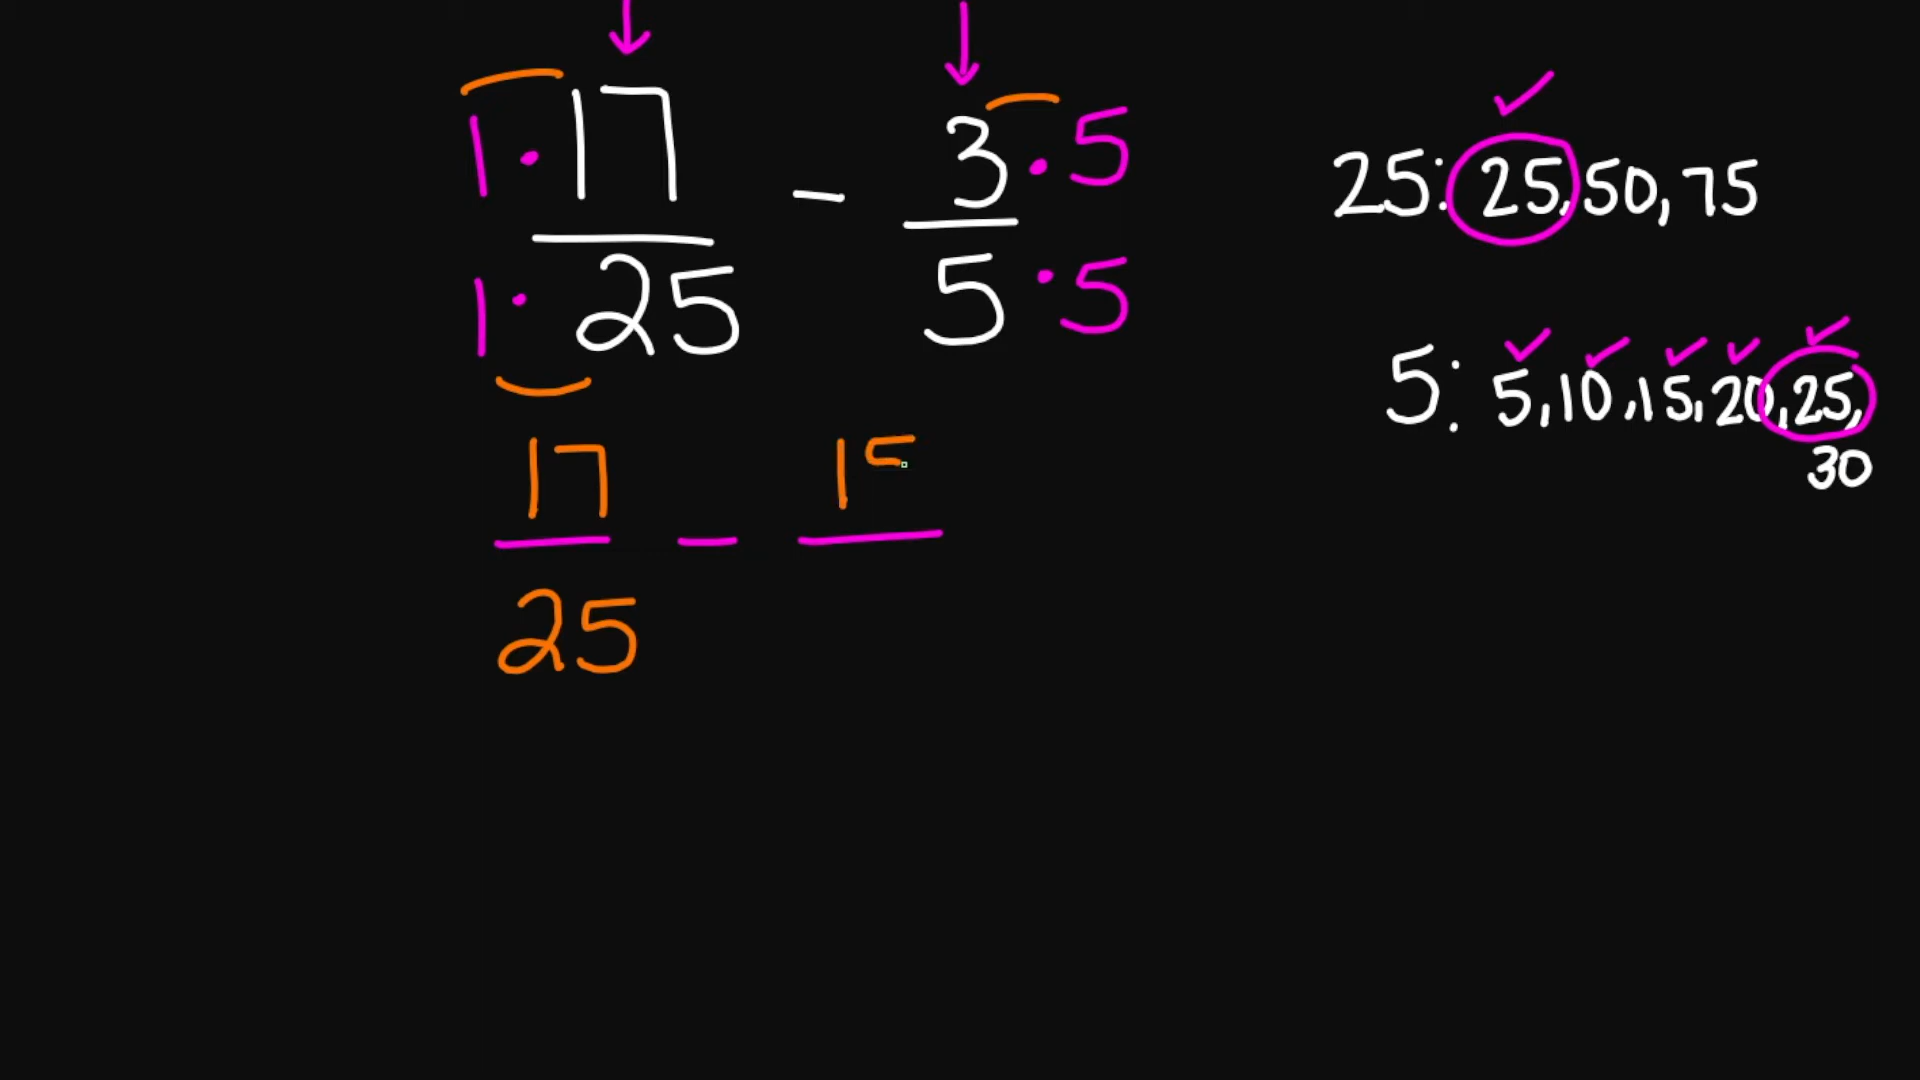 1 · 17 - 3 · 5
1 · 25 5 · 5
25: 25, 50, 75
5: 5, 10, 15, 20, 25,
30
17 - 15
25